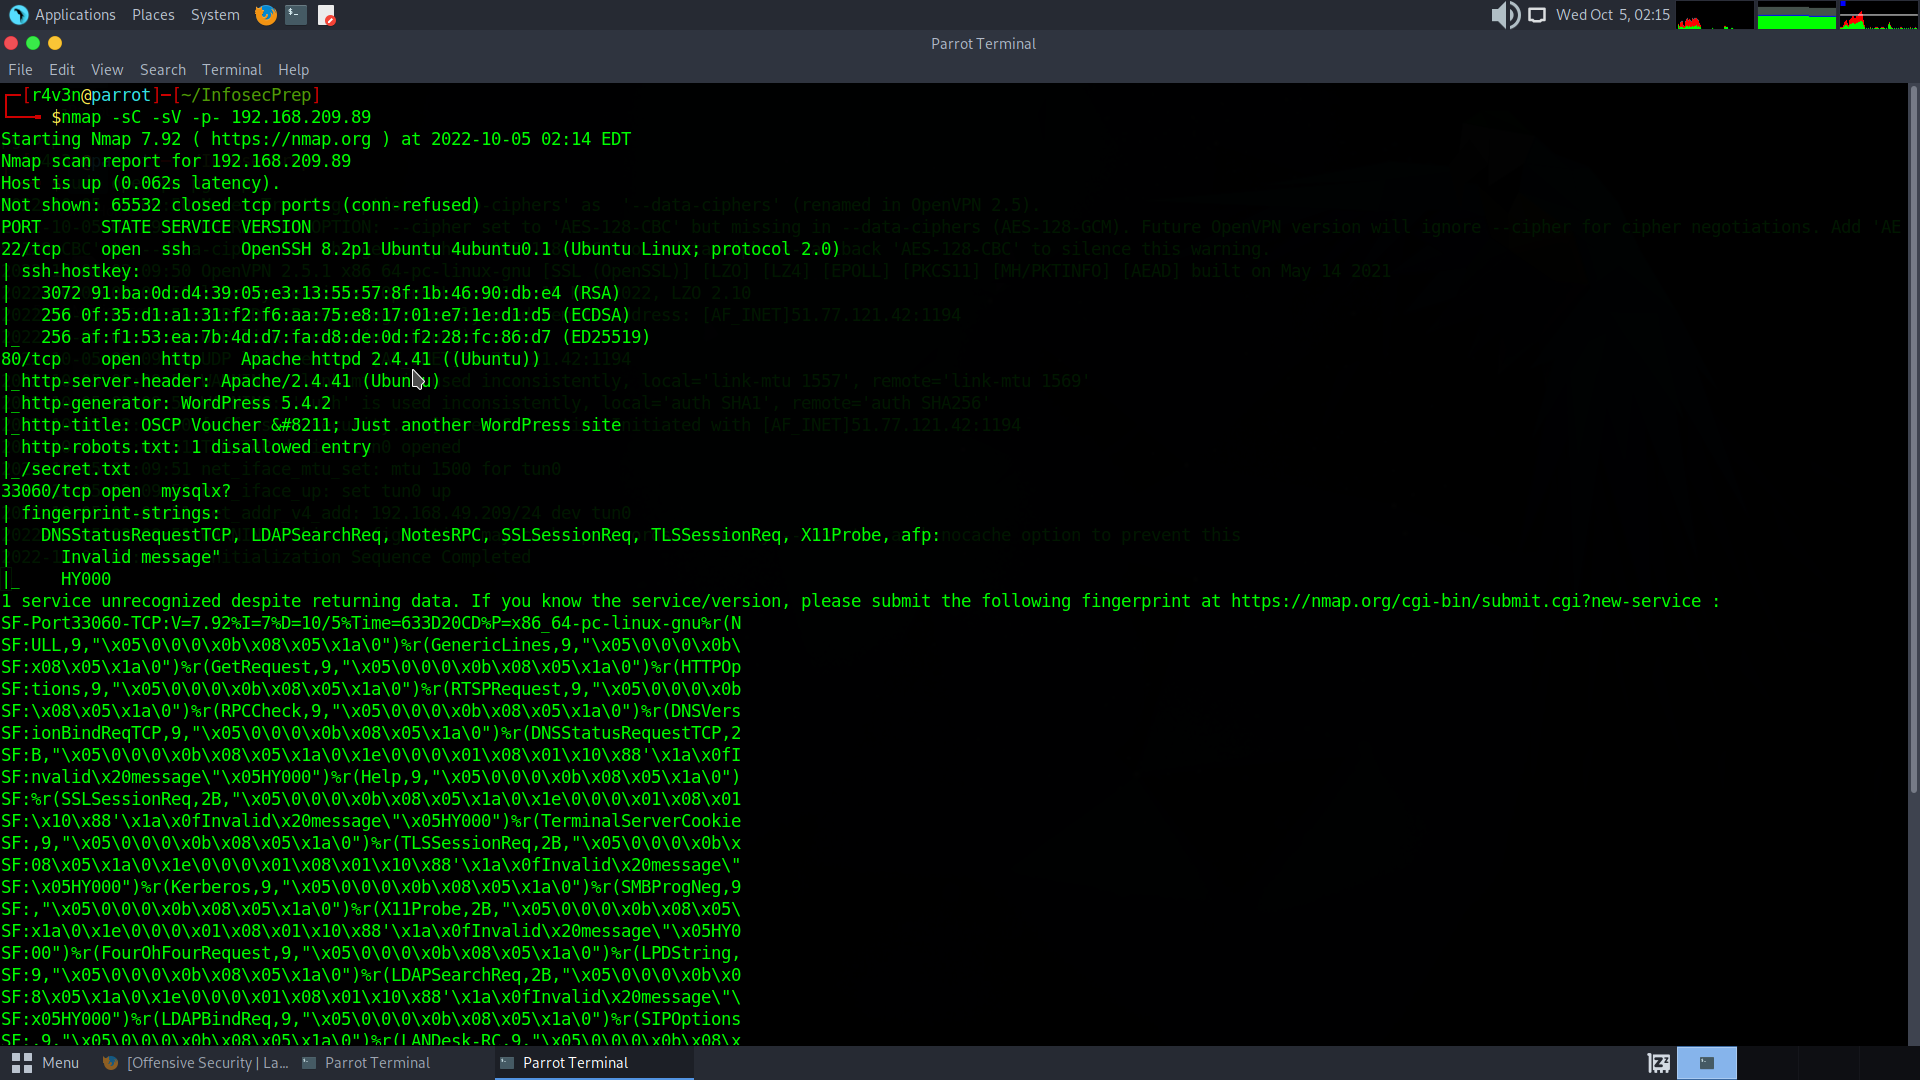 Applications Places System Wed Oct 5, 02:15
Parrot Terminal
File Edit View Search Terminal Help
┌─[r4v3n@parrot]─[~/InfosecPrep]
└──╼ $nmap -sC -sV -p- 192.168.209.89
Starting Nmap 7.92 ( https://nmap.org ) at 2022-10-05 02:14 EDT
Nmap scan report for 192.168.209.89
Host is up (0.062s latency).
Not shown: 65532 closed tcp ports (conn-refused)
PORT      STATE SERVICE VERSION
22/tcp    open  ssh     OpenSSH 8.2p1 Ubuntu 4ubuntu0.1 (Ubuntu Linux; protocol 2.0)
| ssh-hostkey:
|   3072 91:ba:0d:d4:39:05:e3:13:55:57:8f:1b:46:90:db:e4 (RSA)
|   256 0f:35:d1:a1:31:f2:f6:aa:75:e8:17:01:e7:1e:d1:d5 (ECDSA)
|_  256 af:f1:53:ea:7b:4d:d7:fa:d8:de:0d:f2:28:fc:86:d7 (ED25519)
80/tcp    open  http    Apache httpd 2.4.41 ((Ubuntu))
|_http-server-header: Apache/2.4.41 (Ubuntu)
|_http-generator: WordPress 5.4.2
|_http-title: OSCP Voucher &#8211; Just another WordPress site
| http-robots.txt: 1 disallowed entry
|_/secret.txt
33060/tcp open  mysqlx?
| fingerprint-strings:
|   DNSStatusRequestTCP, LDAPSearchReq, NotesRPC, SSLSessionReq, TLSSessionReq, X11Probe, afp:
|     Invalid message"
|_    HY000
1 service unrecognized despite returning data. If you know the service/version, please submit the following fingerprint at https://nmap.org/cgi-bin/submit.cgi?new-service :
SF-Port33060-TCP:V=7.92%I=7%D=10/5%Time=633D20CD%P=x86_64-pc-linux-gnu%r(N
SF:ULL,9,"\x05\0\0\0\x0b\x08\x05\x1a\0")%r(GenericLines,9,"\x05\0\0\0\x0b\
SF:x08\x05\x1a\0")%r(GetRequest,9,"\x05\0\0\0\x0b\x08\x05\x1a\0")%r(HTTPOp
SF:tions,9,"\x05\0\0\0\x0b\x08\x05\x1a\0")%r(RTSPRequest,9,"\x05\0\0\0\x0b
SF:\x08\x05\x1a\0")%r(RPCCheck,9,"\x05\0\0\0\x0b\x08\x05\x1a\0")%r(DNSVers
SF:ionBindReqTCP,9,"\x05\0\0\0\x0b\x08\x05\x1a\0")%r(DNSStatusRequestTCP,2
SF:B,"\x05\0\0\0\x0b\x08\x05\x1a\0\x1e\0\0\0\x01\x08\x01\x10\x88'\x1a\x0fI
SF:nvalid\x20message\"\x05HY000")%r(Help,9,"\x05\0\0\0\x0b\x08\x05\x1a\0")
SF:%r(SSLSessionReq,2B,"\x05\0\0\0\x0b\x08\x05\x1a\0\x1e\0\0\0\x01\x08\x01
SF:\x10\x88'\x1a\x0fInvalid\x20message\"\x05HY000")%r(TerminalServerCookie
SF:,9,"\x05\0\0\0\x0b\x08\x05\x1a\0")%r(TLSSessionReq,2B,"\x05\0\0\0\x0b\x
SF:08\x05\x1a\0\x1e\0\0\0\x01\x08\x01\x10\x88'\x1a\x0fInvalid\x20message\"
SF:\x05HY000")%r(Kerberos,9,"\x05\0\0\0\x0b\x08\x05\x1a\0")%r(SMBProgNeg,9
SF:,"\x05\0\0\0\x0b\x08\x05\x1a\0")%r(X11Probe,2B,"\x05\0\0\0\x0b\x08\x05\
SF:x1a\0\x1e\0\0\0\x01\x08\x01\x10\x88'\x1a\x0fInvalid\x20message\"\x05HY0
SF:00")%r(FourOhFourRequest,9,"\x05\0\0\0\x0b\x08\x05\x1a\0")%r(LPDString,
SF:9,"\x05\0\0\0\x0b\x08\x05\x1a\0")%r(LDAPSearchReq,2B,"\x05\0\0\0\x0b\x0
SF:8\x05\x1a\0\x1e\0\0\0\x01\x08\x01\x10\x88'\x1a\x0fInvalid\x20message\"\
SF:x05HY000")%r(LDAPBindReq,9,"\x05\0\0\0\x0b\x08\x05\x1a\0")%r(SIPOptions
SF:,9,"\x05\0\0\0\x0b\x08\x05\x1a\0")%r(LANDesk-RC,9,"\x05\0\0\0\x0b\x08\x
Menu [Offensive Security | La... Parrot Terminal Parrot Terminal